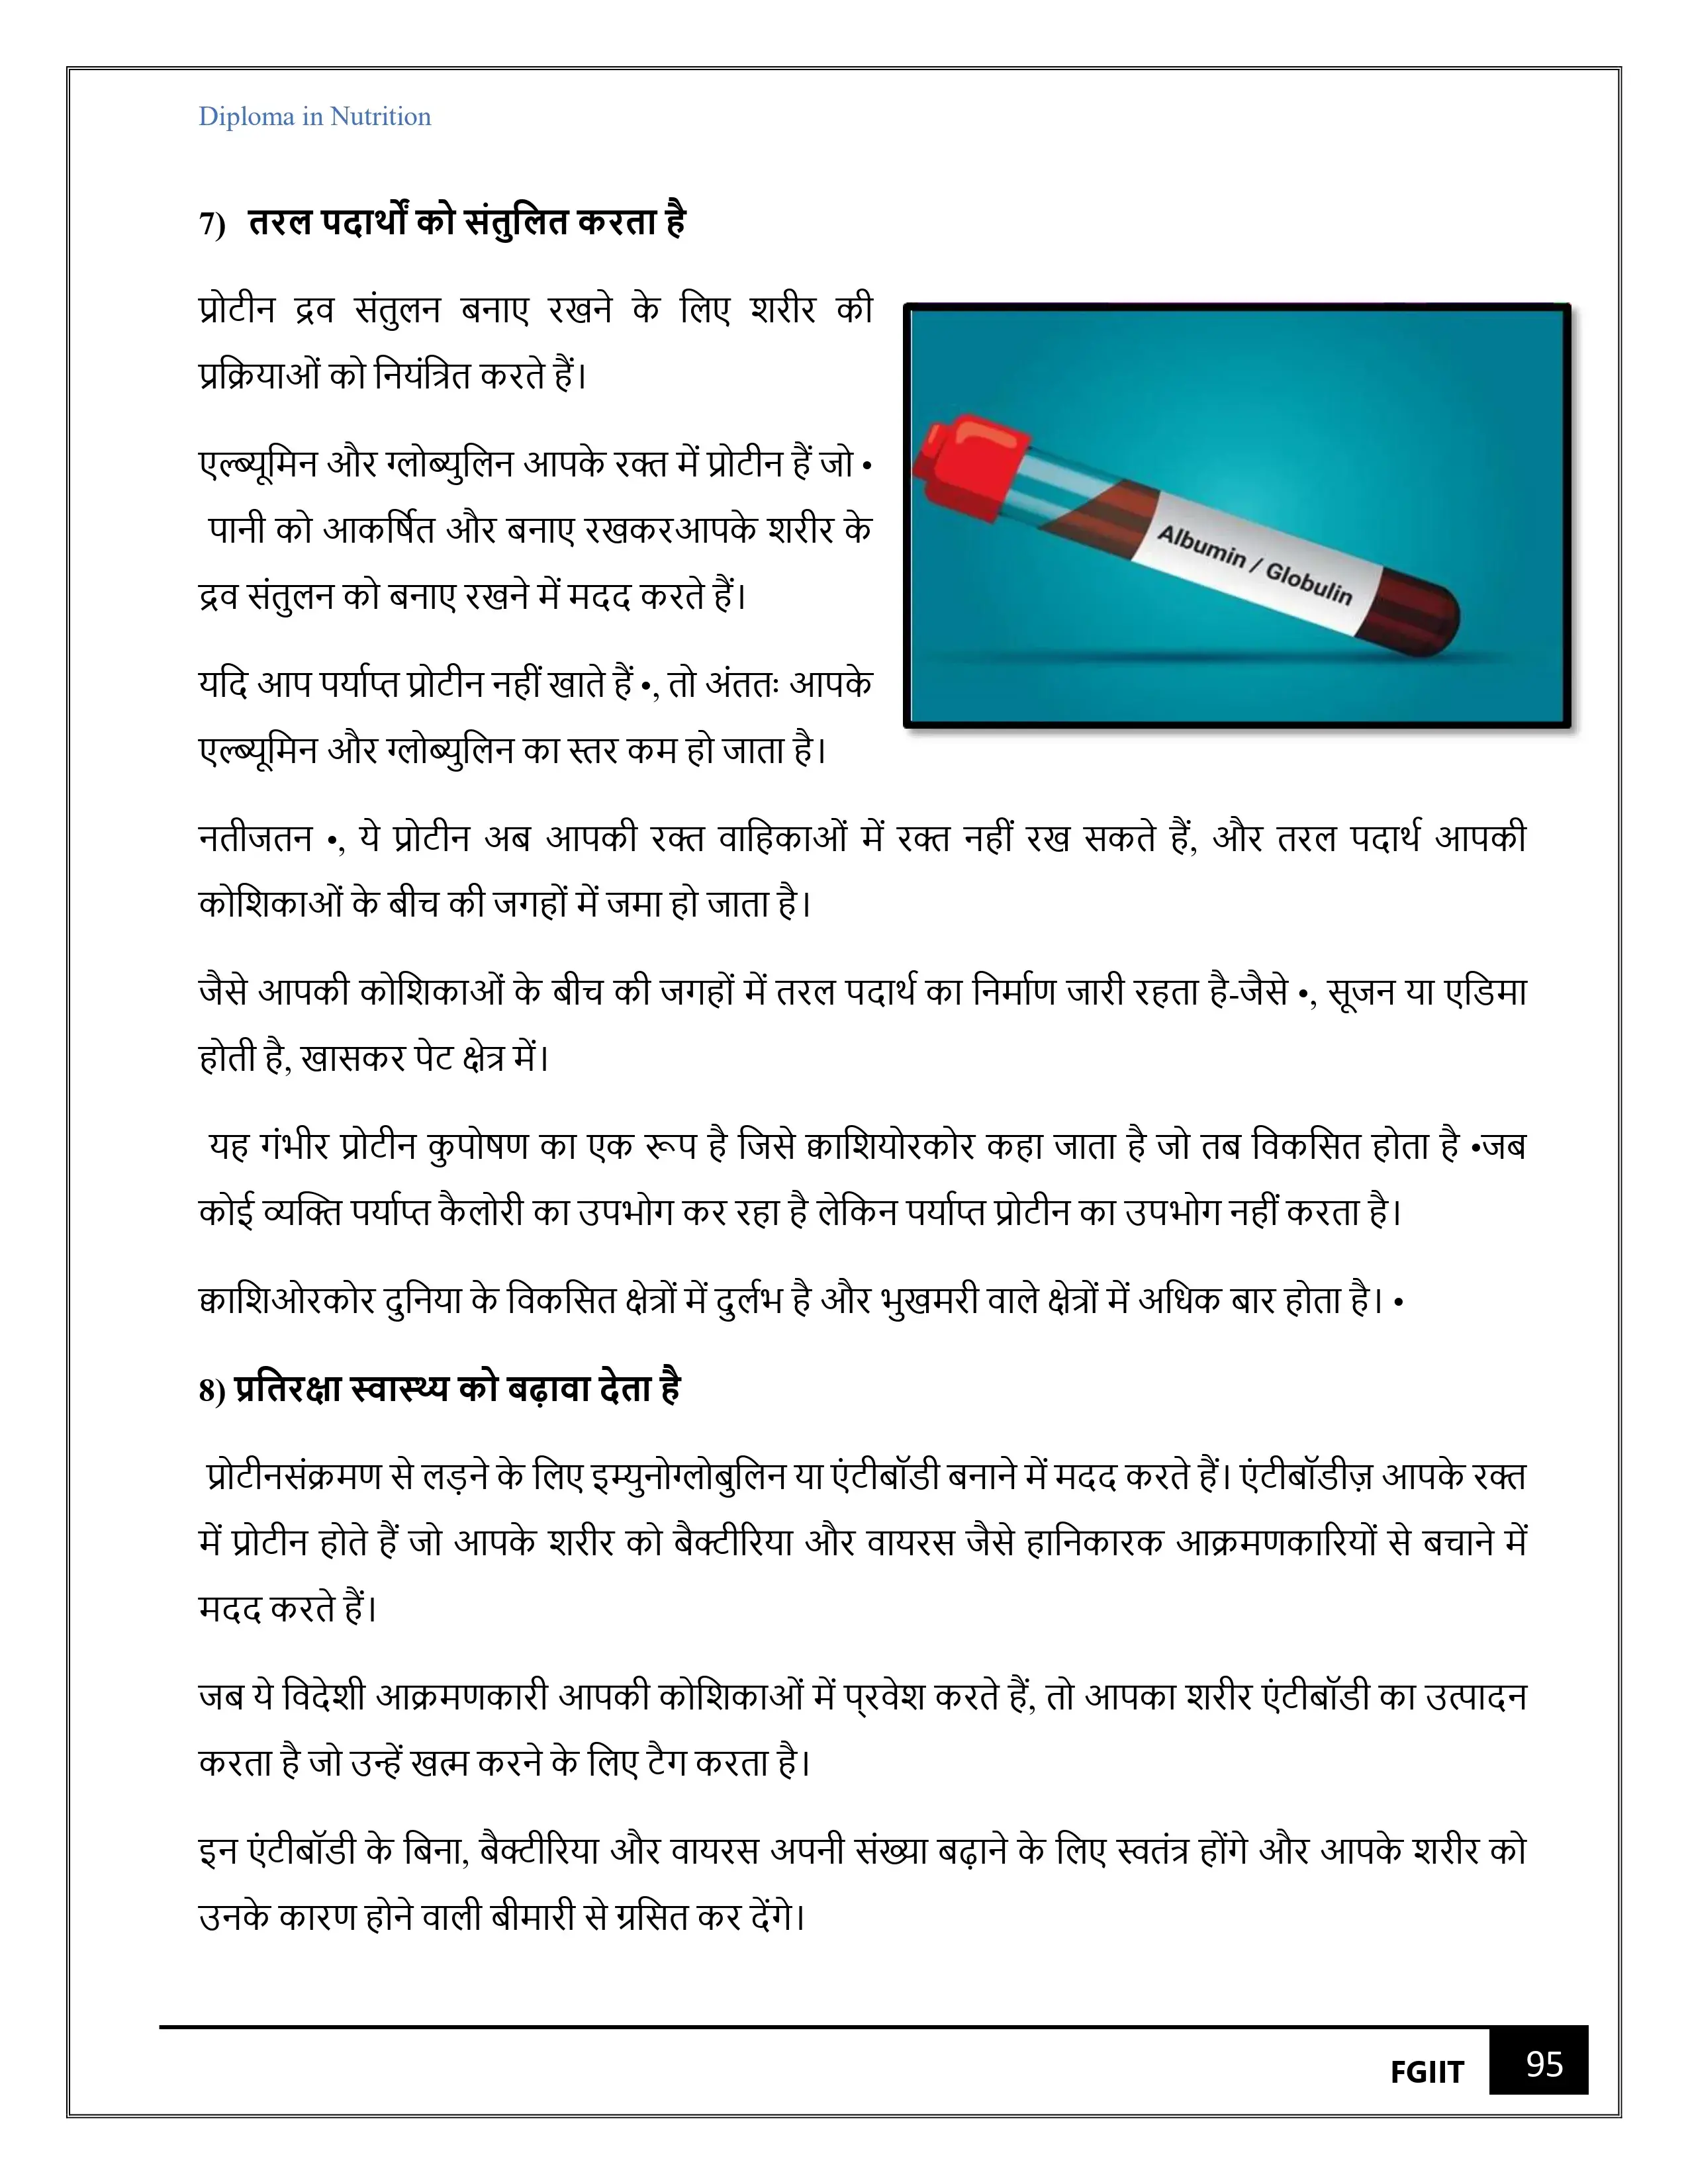 Diploma in Nutrition
7) तरल पदार्थों को संतुलित करता है
प्रोटीन द्रव संतुलन बनाए रखने के लिए शरीर की
प्रक्रियाओं को नियंत्रित करते हैं।
एल्ब्यूमिन और ग्लोब्युलिन आपके रक्त में प्रोटीन हैं जो •
पानी को आकर्षित और बनाए रखकरआपके शरीर के
द्रव संतुलन को बनाए रखने में मदद करते हैं।
यदि आप पर्याप्त प्रोटीन नहीं खाते हैं •, तो अंततः आपके
एल्ब्यूमिन और ग्लोब्युलिन का स्तर कम हो जाता है।
Albumin / Globulin
नतीजतन •, ये प्रोटीन अब आपकी रक्त वाहिकाओं में रक्त नहीं रख सकते हैं, और तरल पदार्थ आपकी
कोशिकाओं के बीच की जगहों में जमा हो जाता है।
जैसे आपकी कोशिकाओं के बीच की जगहों में तरल पदार्थ का निर्माण जारी रहता है-जैसे •, सूजन या एडिमा
होती है, खासकर पेट क्षेत्र में।
यह गंभीर प्रोटीन कुपोषण का एक रूप है जिसे क्वाशियोरकोर कहा जाता है जो तब विकसित होता है •जब
कोई व्यक्ति पर्याप्त कैलोरी का उपभोग कर रहा है लेकिन पर्याप्त प्रोटीन का उपभोग नहीं करता है।
क्वाशिओरकोर दुनिया के विकसित क्षेत्रों में दुर्लभ है और भुखमरी वाले क्षेत्रों में अधिक बार होता है। •
8) प्रतिरक्षा स्वास्थ्य को बढ़ावा देता है
प्रोटीनसंक्रमण से लड़ने के लिए इम्युनोग्लोबुलिन या एंटीबॉडी बनाने में मदद करते हैं। एंटीबॉडीज़ आपके रक्त
में प्रोटीन होते हैं जो आपके शरीर को बैक्टीरिया और वायरस जैसे हानिकारक आक्रमणकारियों से बचाने में
मदद करते हैं।
जब ये विदेशी आक्रमणकारी आपकी कोशिकाओं में प्‌रवेश करते हैं, तो आपका शरीर एंटीबॉडी का उत्पादन
करता है जो उन्हें खत्म करने के लिए टैग करता है।
इन एंटीबॉडी के बिना, बैक्टीरिया और वायरस अपनी संख्या बढ़ाने के लिए स्वतंत्र होंगे और आपके शरीर को
उनके कारण होने वाली बीमारी से ग्रसित कर देंगे।
FGIIT 95